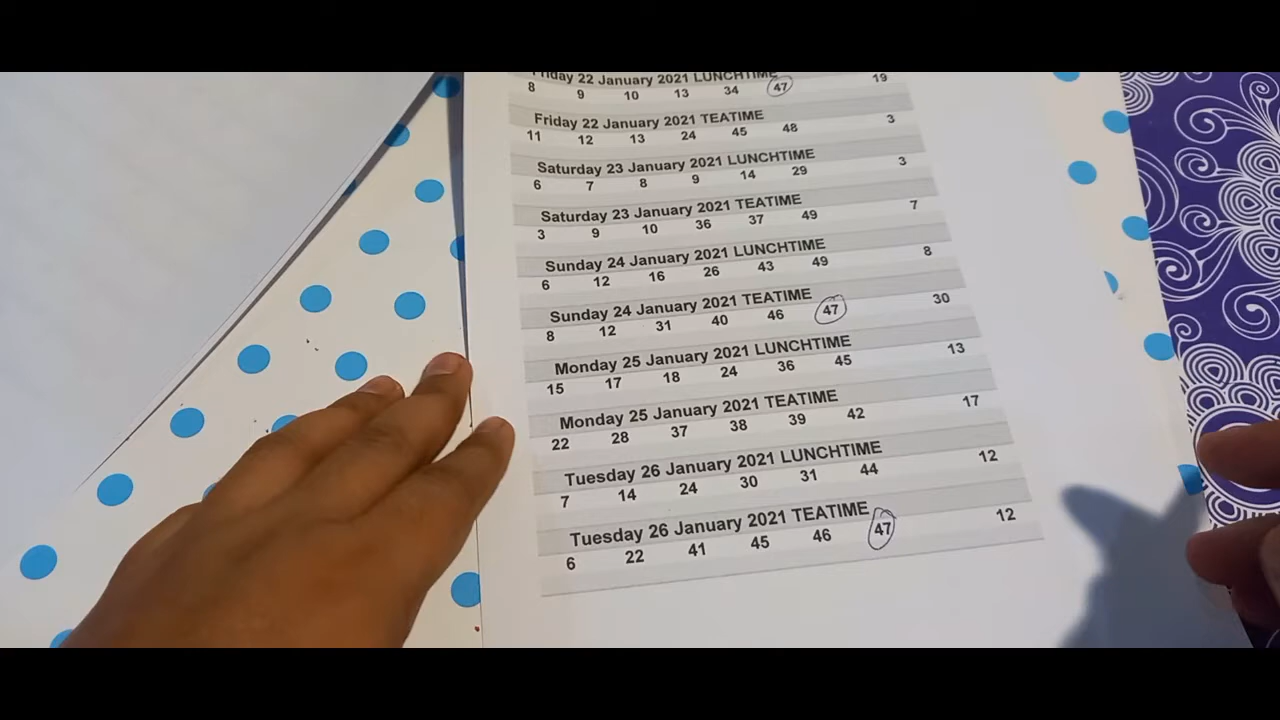 Friday 22 January 2021 LUNCHTIME
8 9 10 13 34 47 19
Friday 22 January 2021 TEATIME
11 12 13 24 45 48 3
Saturday 23 January 2021 LUNCHTIME
6 7 8 9 14 29 3
Saturday 23 January 2021 TEATIME
3 9 10 36 37 49 7
Sunday 24 January 2021 LUNCHTIME
6 12 16 26 43 49 8
Sunday 24 January 2021 TEATIME
8 12 31 40 46 47 30
Monday 25 January 2021 LUNCHTIME
15 17 18 24 36 45 13
Monday 25 January 2021 TEATIME
22 28 37 38 39 42 17
Tuesday 26 January 2021 LUNCHTIME
7 14 24 30 31 44 12
Tuesday 26 January 2021 TEATIME
6 22 41 45 46 47 12